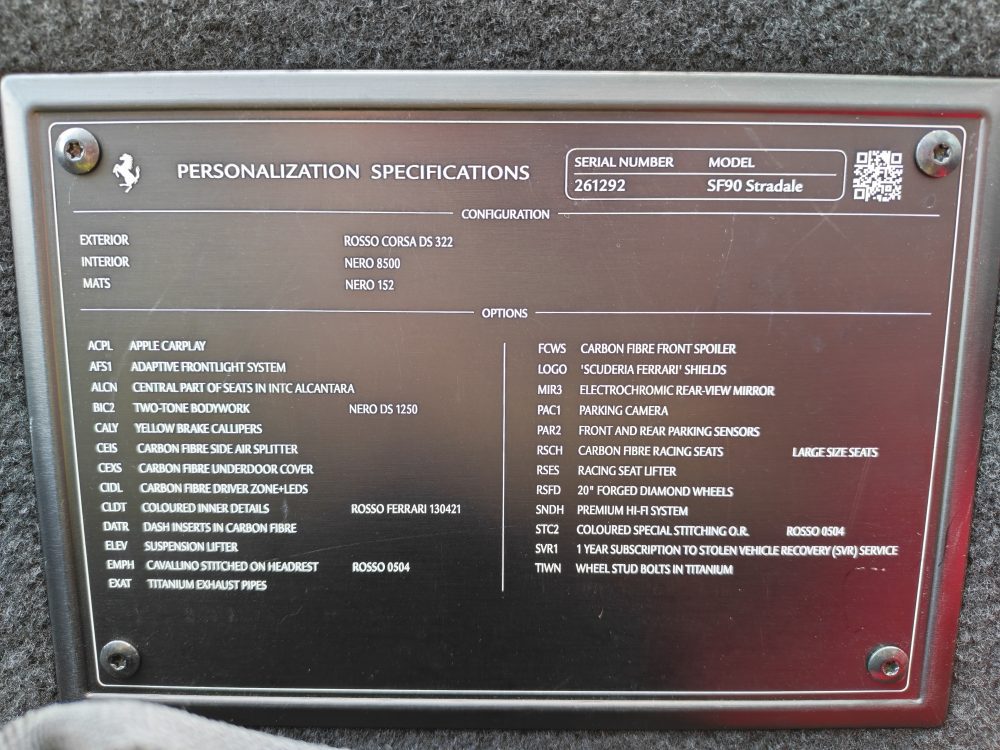 PERSONALIZATION SPECIFICATIONS
SERIAL NUMBER MODEL
261292 SF90 Stradale
CONFIGURATION
EXTERIOR ROSSO CORSA DS 322
INTERIOR NERO 8500
MATS NERO 152
OPTIONS
ACPL APPLE CARPLAY
AFS1 ADAPTIVE FRONTLIGHT SYSTEM
ALCN CENTRAL PART OF SEATS IN INTC ALCANTARA
BIC2 TWO-TONE BODYWORK NERO DS 1250
CALY YELLOW BRAKE CALLIPERS
CEIS CARBON FIBRE SIDE AIR SPLITTER
CEXS CARBON FIBRE UNDERDOOR COVER
CIDL CARBON FIBRE DRIVER ZONE+LEDS
CLDT COLOURED INNER DETAILS ROSSO FERRARI 130421
DATR DASH INSERTS IN CARBON FIBRE
ELEV SUSPENSION LIFTER
EMPH CAVALLINO STITCHED ON HEADREST ROSSO 0504
EXAT TITANIUM EXHAUST PIPES
FCWS CARBON FIBRE FRONT SPOILER
LOGO 'SCUDERIA FERRARI' SHIELDS
MIR3 ELECTROCHROMIC REAR-VIEW MIRROR
PAC1 PARKING CAMERA
PAR2 FRONT AND REAR PARKING SENSORS
RSCH CARBON FIBRE RACING SEATS LARGE SIZE SEATS
RSES RACING SEAT LIFTER
RSFD 20" FORGED DIAMOND WHEELS
SNDH PREMIUM HI-FI SYSTEM
STC2 COLOURED SPECIAL STITCHING O.R. ROSSO 0504
SVR1 1 YEAR SUBSCRIPTION TO STOLEN VEHICLE RECOVERY (SVR) SERVICE
TIWN WHEEL STUD BOLTS IN TITANIUM